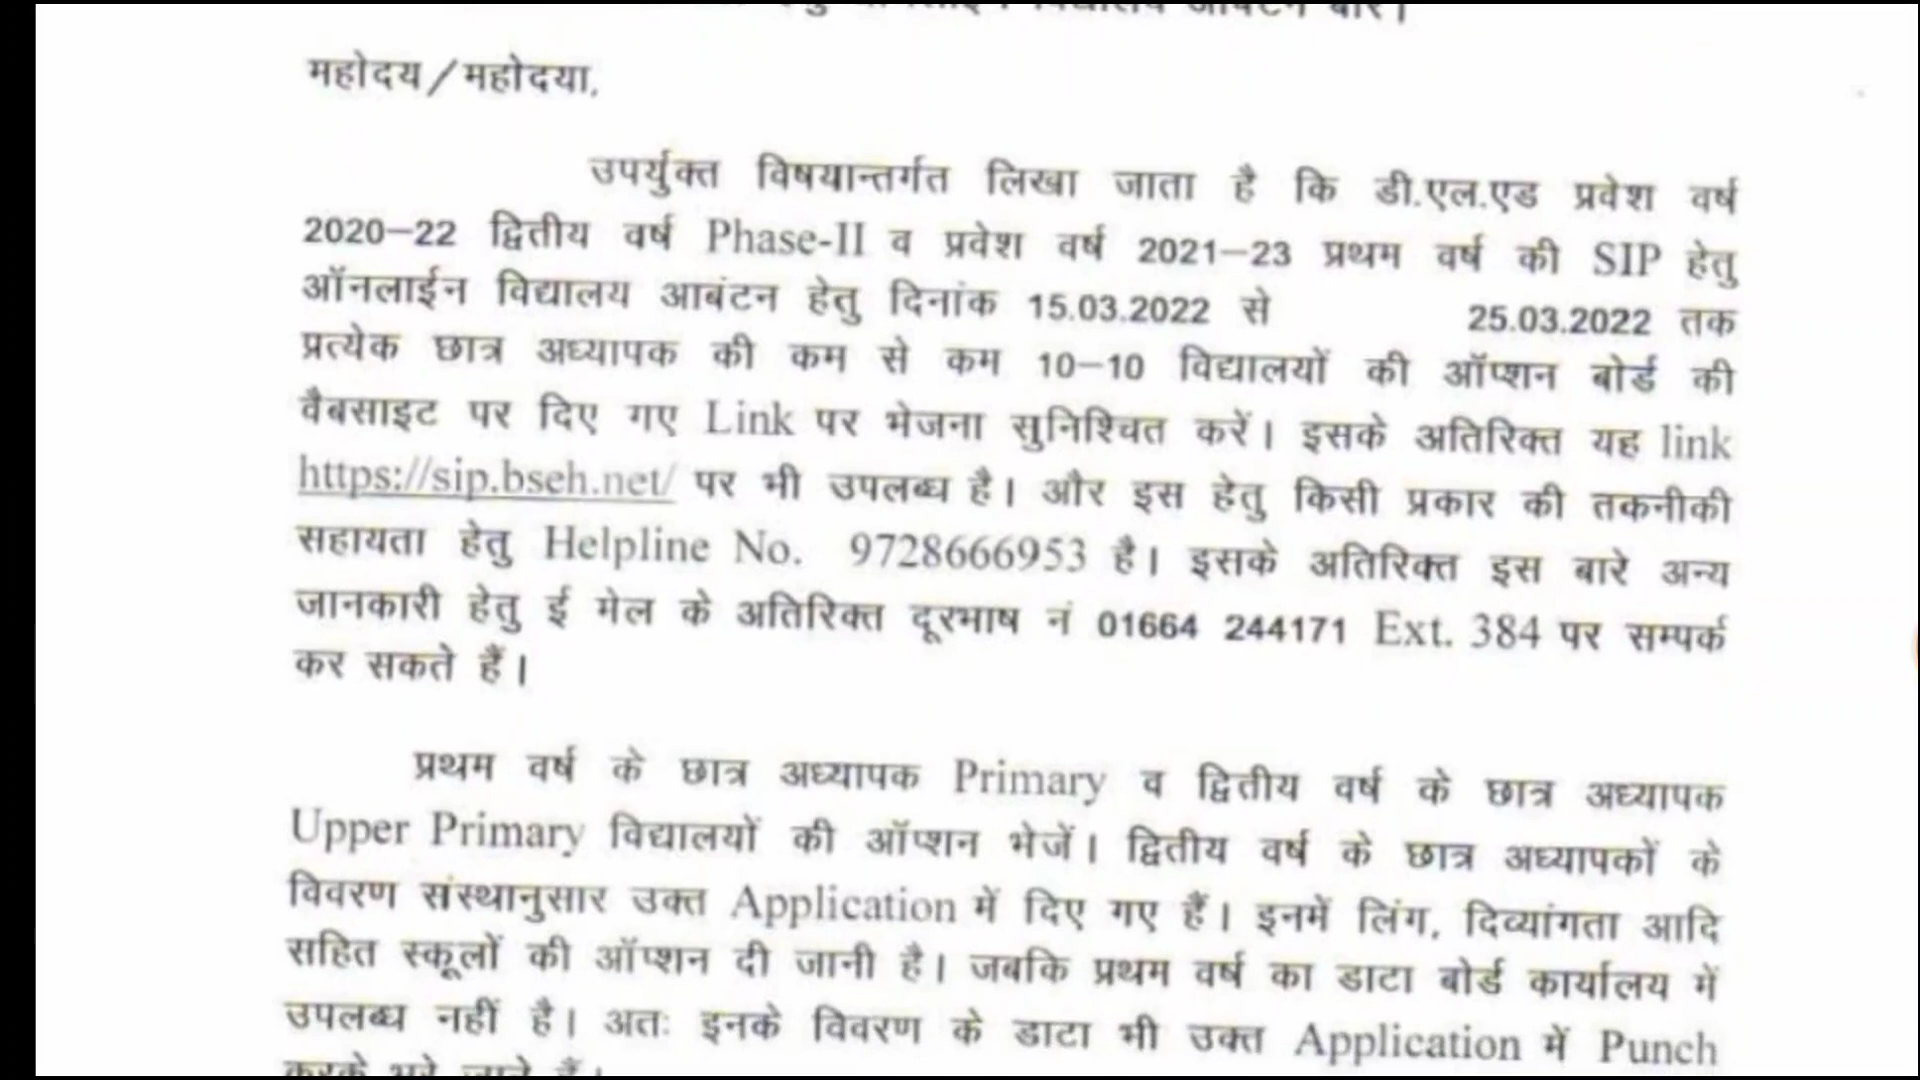 विद्यालय आबंटन बारे।
महोदय/महोदया,
उपर्युक्त विषयान्तर्गत लिखा जाता है कि डी.एल.एड प्रवेश वर्ष
2020–22 द्वितीय वर्ष Phase-II व प्रवेश वर्ष 2021–23 प्रथम वर्ष की SIP हेतु
ऑनलाईन विद्यालय आबंटन हेतु दिनांक 15.03.2022 से 25.03.2022 तक
प्रत्येक छात्र अध्यापक की कम से कम 10–10 विद्यालयों की ऑप्शन बोर्ड की
वैबसाइट पर दिए गए Link पर भेजना सुनिश्चित करें। इसके अतिरिक्त यह link
https://sip.bseh.net/ पर भी उपलब्ध है। और इस हेतु किसी प्रकार की तकनीकी
सहायता हेतु Helpline No. 9728666953 है। इसके अतिरिक्त इस बारे अन्य
जानकारी हेतु ई मेल के अतिरिक्त दूरभाष नं 01664 244171 Ext. 384 पर सम्पर्क
कर सकते हैं।
प्रथम वर्ष के छात्र अध्यापक Primary व द्वितीय वर्ष के छात्र अध्यापक
Upper Primary विद्यालयों की ऑप्शन भेजें। द्वितीय वर्ष के छात्र अध्यापकों के
विवरण संस्थानुसार उक्त Application में दिए गए हैं। इनमें लिंग, दिव्यांगता आदि
सहित स्कूलों की ऑप्शन दी जानी है। जबकि प्रथम वर्ष का डाटा बोर्ड कार्यालय में
उपलब्ध नहीं है। अतः इनके विवरण के डाटा भी उक्त Application में Punch
करके भरे जाने हैं।